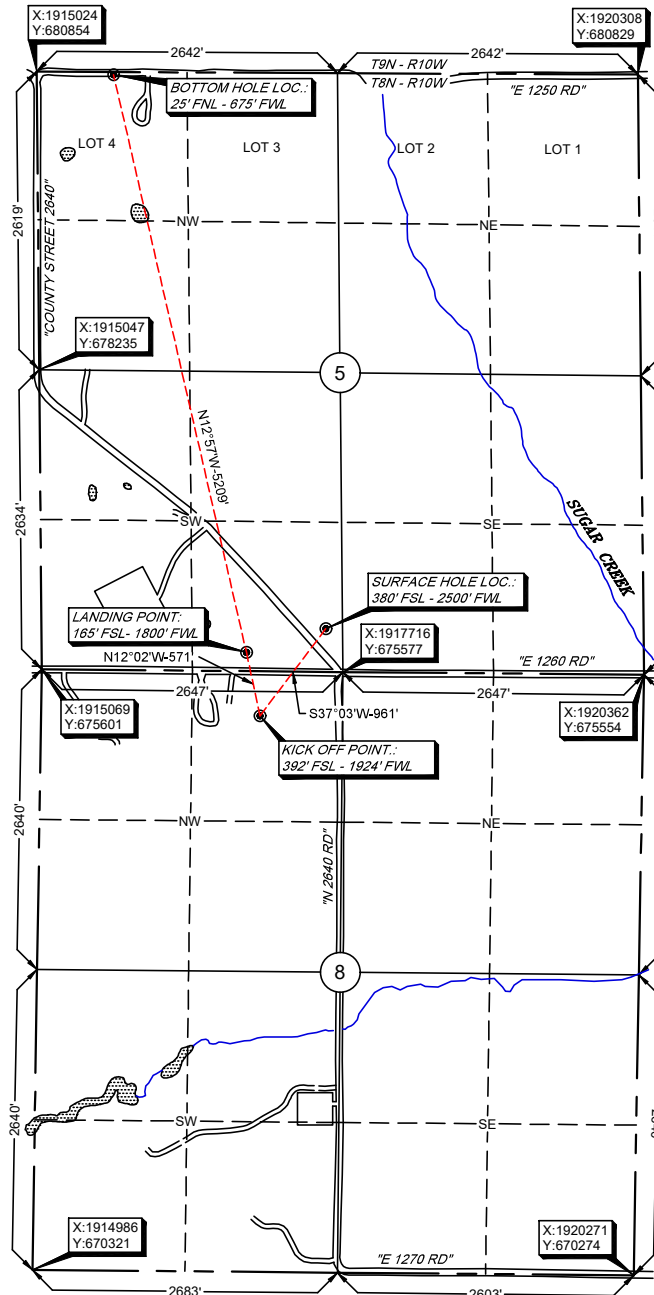 X:1915024
Y:680854
X:1920308
Y:680829
2642'
2642'
T9N - R10W
T8N - R10W
"E 1250 RD"
BOTTOM HOLE LOC.:
25' FNL - 675' FWL
LOT 4
LOT 3
LOT 2
LOT 1
2619'
"COUNTY STREET 2640"
NW
NE
X:1915047
Y:678235
5
N12°57'W-5209'
2634'
SW
SE
SUGAR CREEK
SURFACE HOLE LOC.:
380' FSL - 2500' FWL
LANDING POINT:
165' FSL- 1800' FWL
X:1917716
Y:675577
N12°02'W-571
"E 1260 RD"
2647'
2647'
X:1915069
Y:675601
S37°03'W-961'
X:1920362
Y:675554
KICK OFF POINT.:
392' FSL - 1924' FWL
2640'
NW
NE
"N 2640 RD"
8
2640'
SW
SE
X:1914986
Y:670321
X:1920271
Y:670274
"E 1270 RD"
2683'
2603'